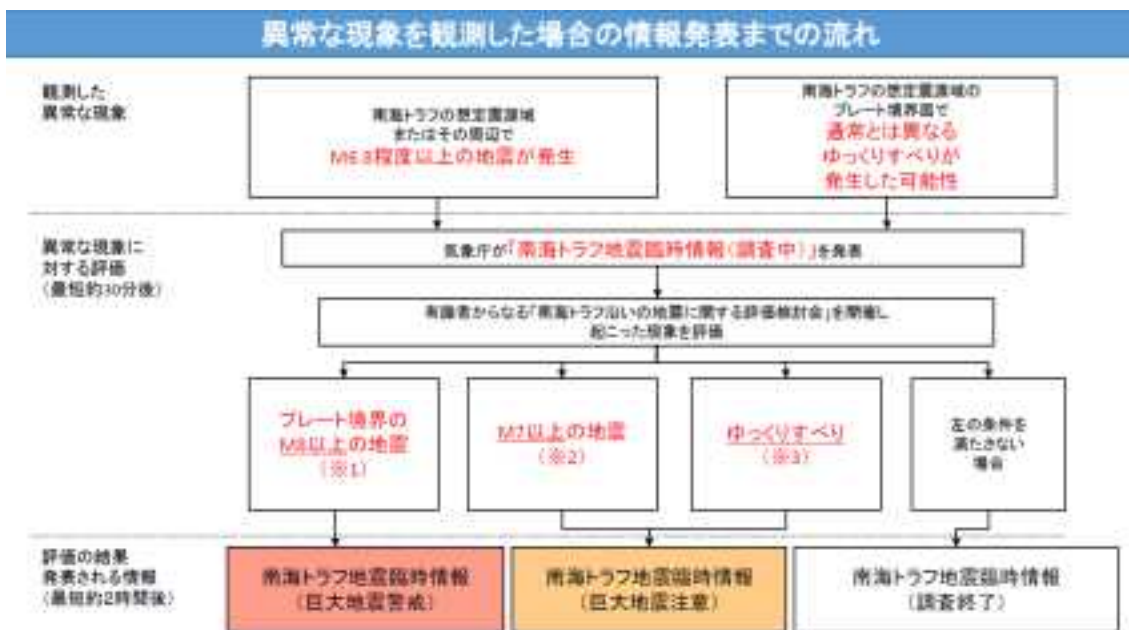 異常な現象を観測した場合の情報発表までの流れ
観測した
異常な現象
南海トラフの想定震源域
またはその周辺で
M6.8程度以上の地震が発生
南海トラフの想定震源域の
プレート境界面で
通常とは異なる
ゆっくりすべりが
発生した可能性
異常な現象に
対する評価
(最短約30分後)
気象庁が「南海トラフ地震臨時情報(調査中)」を発表
有識者からなる「南海トラフ沿いの地震に関する評価検討会」を開催し
起こった現象を評価
プレート境界の
M8以上の地震
(※1)
M7以上の地震
(※2)
ゆっくりすべり
(※3)
左の条件を
満たさない
場合
評価の結果
発表される情報
(最短約2時間後)
南海トラフ地震臨時情報
(巨大地震警戒)
南海トラフ地震臨時情報
(巨大地震注意)
南海トラフ地震臨時情報
(調査終了)